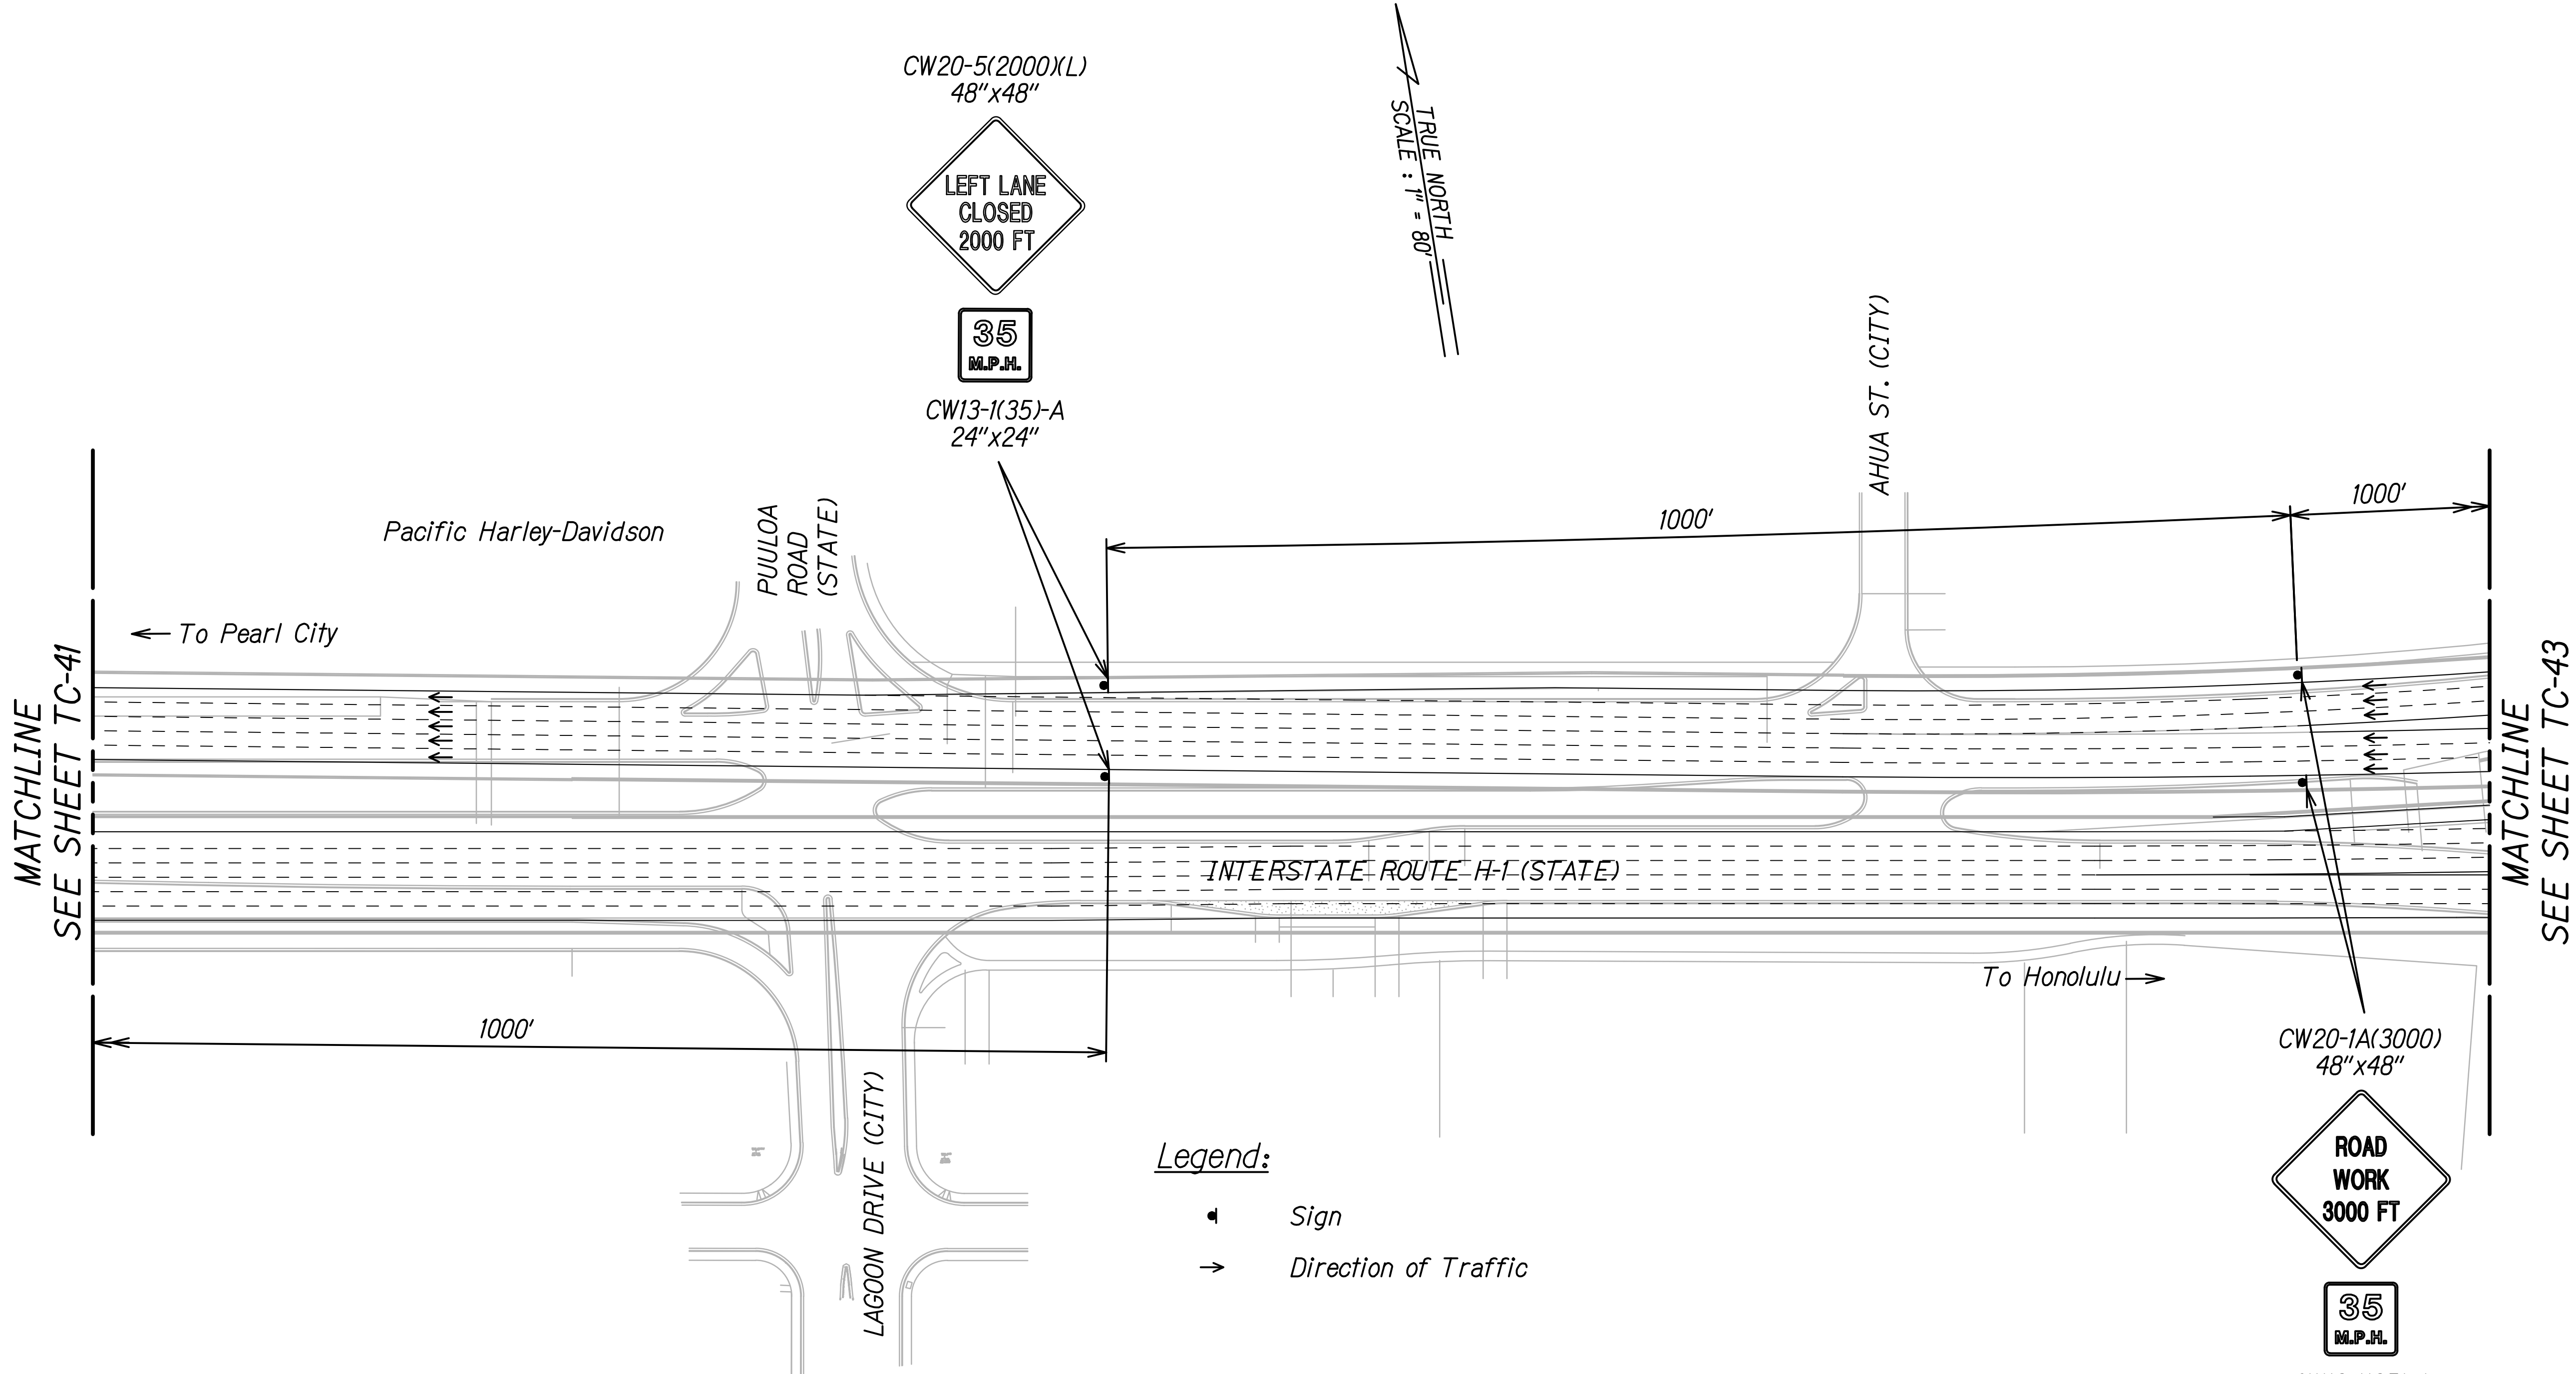 CW20-5(2000)(L)
48"x48"
LEFT LANE
CLOSED
2000 FT
35
M.P.H.
CW13-1(35)-A
24"x24"
TRUE NORTH
SCALE : 1" = 80'
AHUA ST. (CITY)
1000'
1000'
Pacific Harley-Davidson
PUULOA
ROAD
(STATE)
To Pearl City
MATCHLINE
SEE SHEET TC-41
MATCHLINE
SEE SHEET TC-43
INTERSTATE ROUTE H-1 (STATE)
To Honolulu
1000'
LAGOON DRIVE (CITY)
CW20-1A(3000)
48"x48"
ROAD
WORK
3000 FT
35
M.P.H.
Legend:
Sign
Direction of Traffic